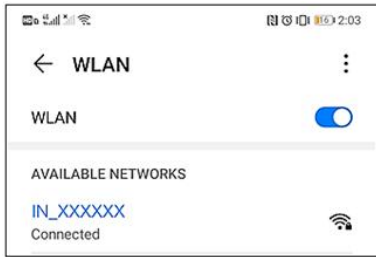 2:03
WLAN
WLAN
AVAILABLE NETWORKS
IN_XXXXXX
Connected